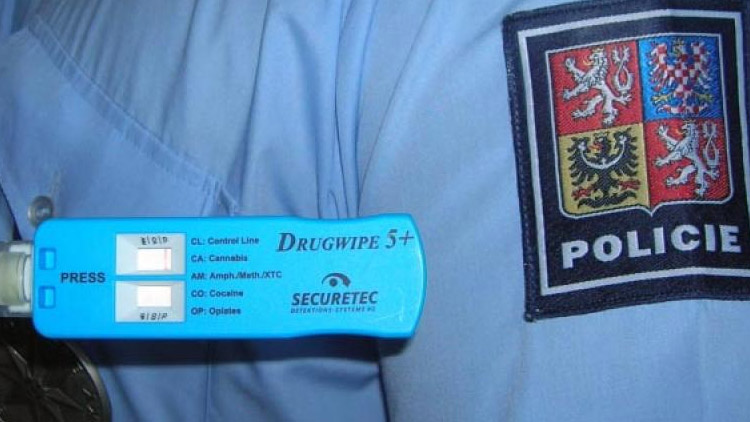 PRESS
CL: Control Line
CA: Cannabis
AM: Amph./Meth./XTC
CO: Cocaine
OP: Opiates
DRUGWIPE 5+
SECURETEC
DETEKTIONS-SYSTEME AG
POLICIE